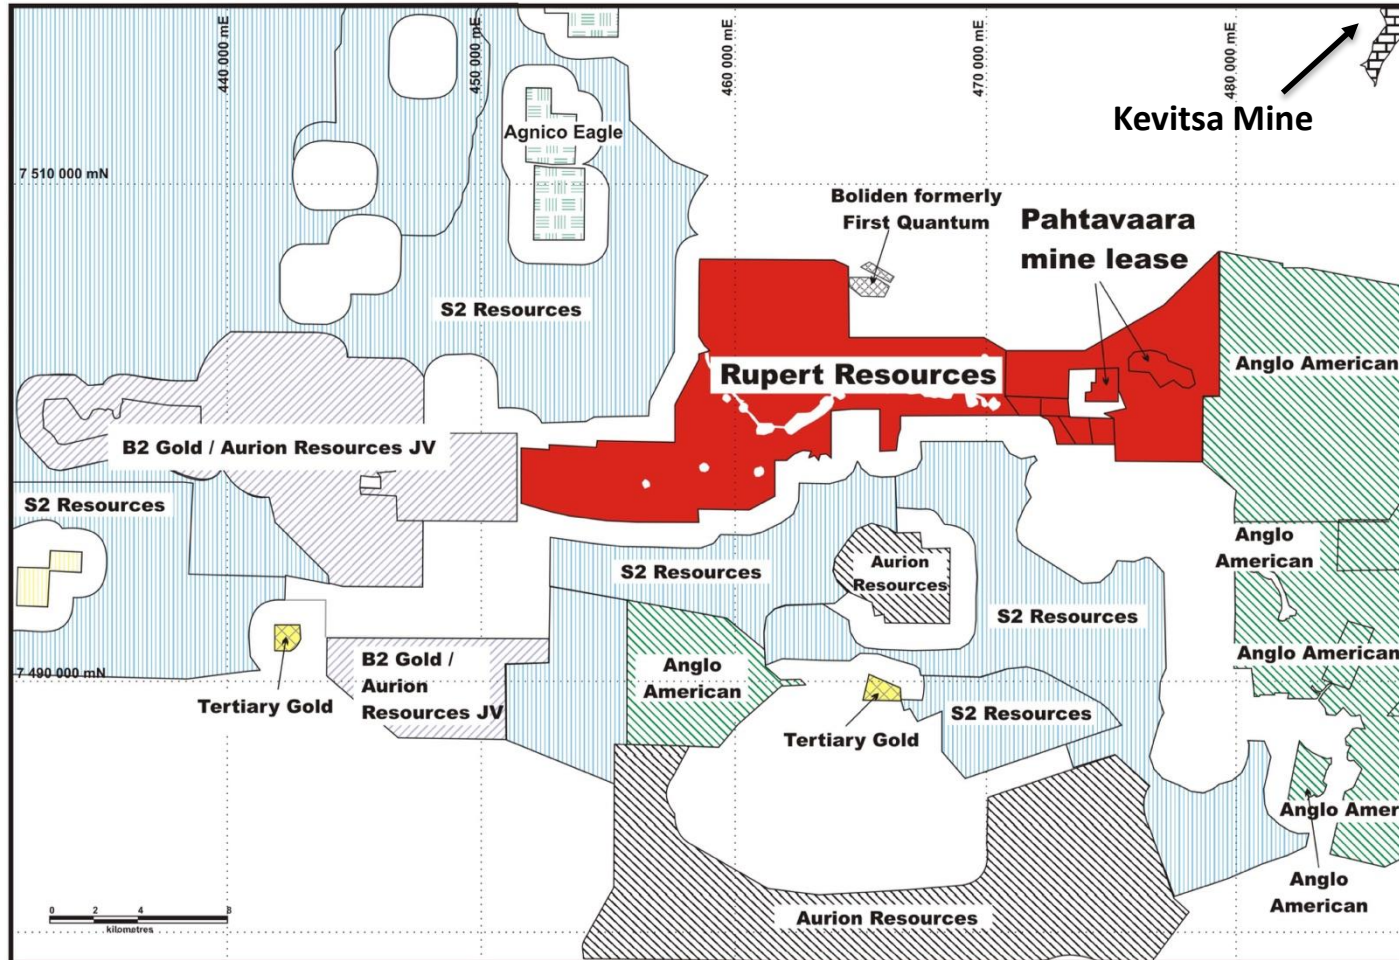 440 000 mE
450 000 mE
460 000 mE
470 000 mE
480 000 mE
Kevitsa Mine
Agnico Eagle
7 510 000 mN
Boliden formerly
First Quantum
Pahtavaara
mine lease
S2 Resources
Anglo American
Rupert Resources
B2 Gold / Aurion Resources JV
S2 Resources
Anglo
American
Aurion
Resources
S2 Resources
S2 Resources
7 490 000 mN
B2 Gold /
Aurion
Resources JV
Anglo
American
Anglo American
Tertiary Gold
S2 Resources
Tertiary Gold
Anglo Amer
Anglo
American
Aurion Resources
0 2 4 8
kilometres